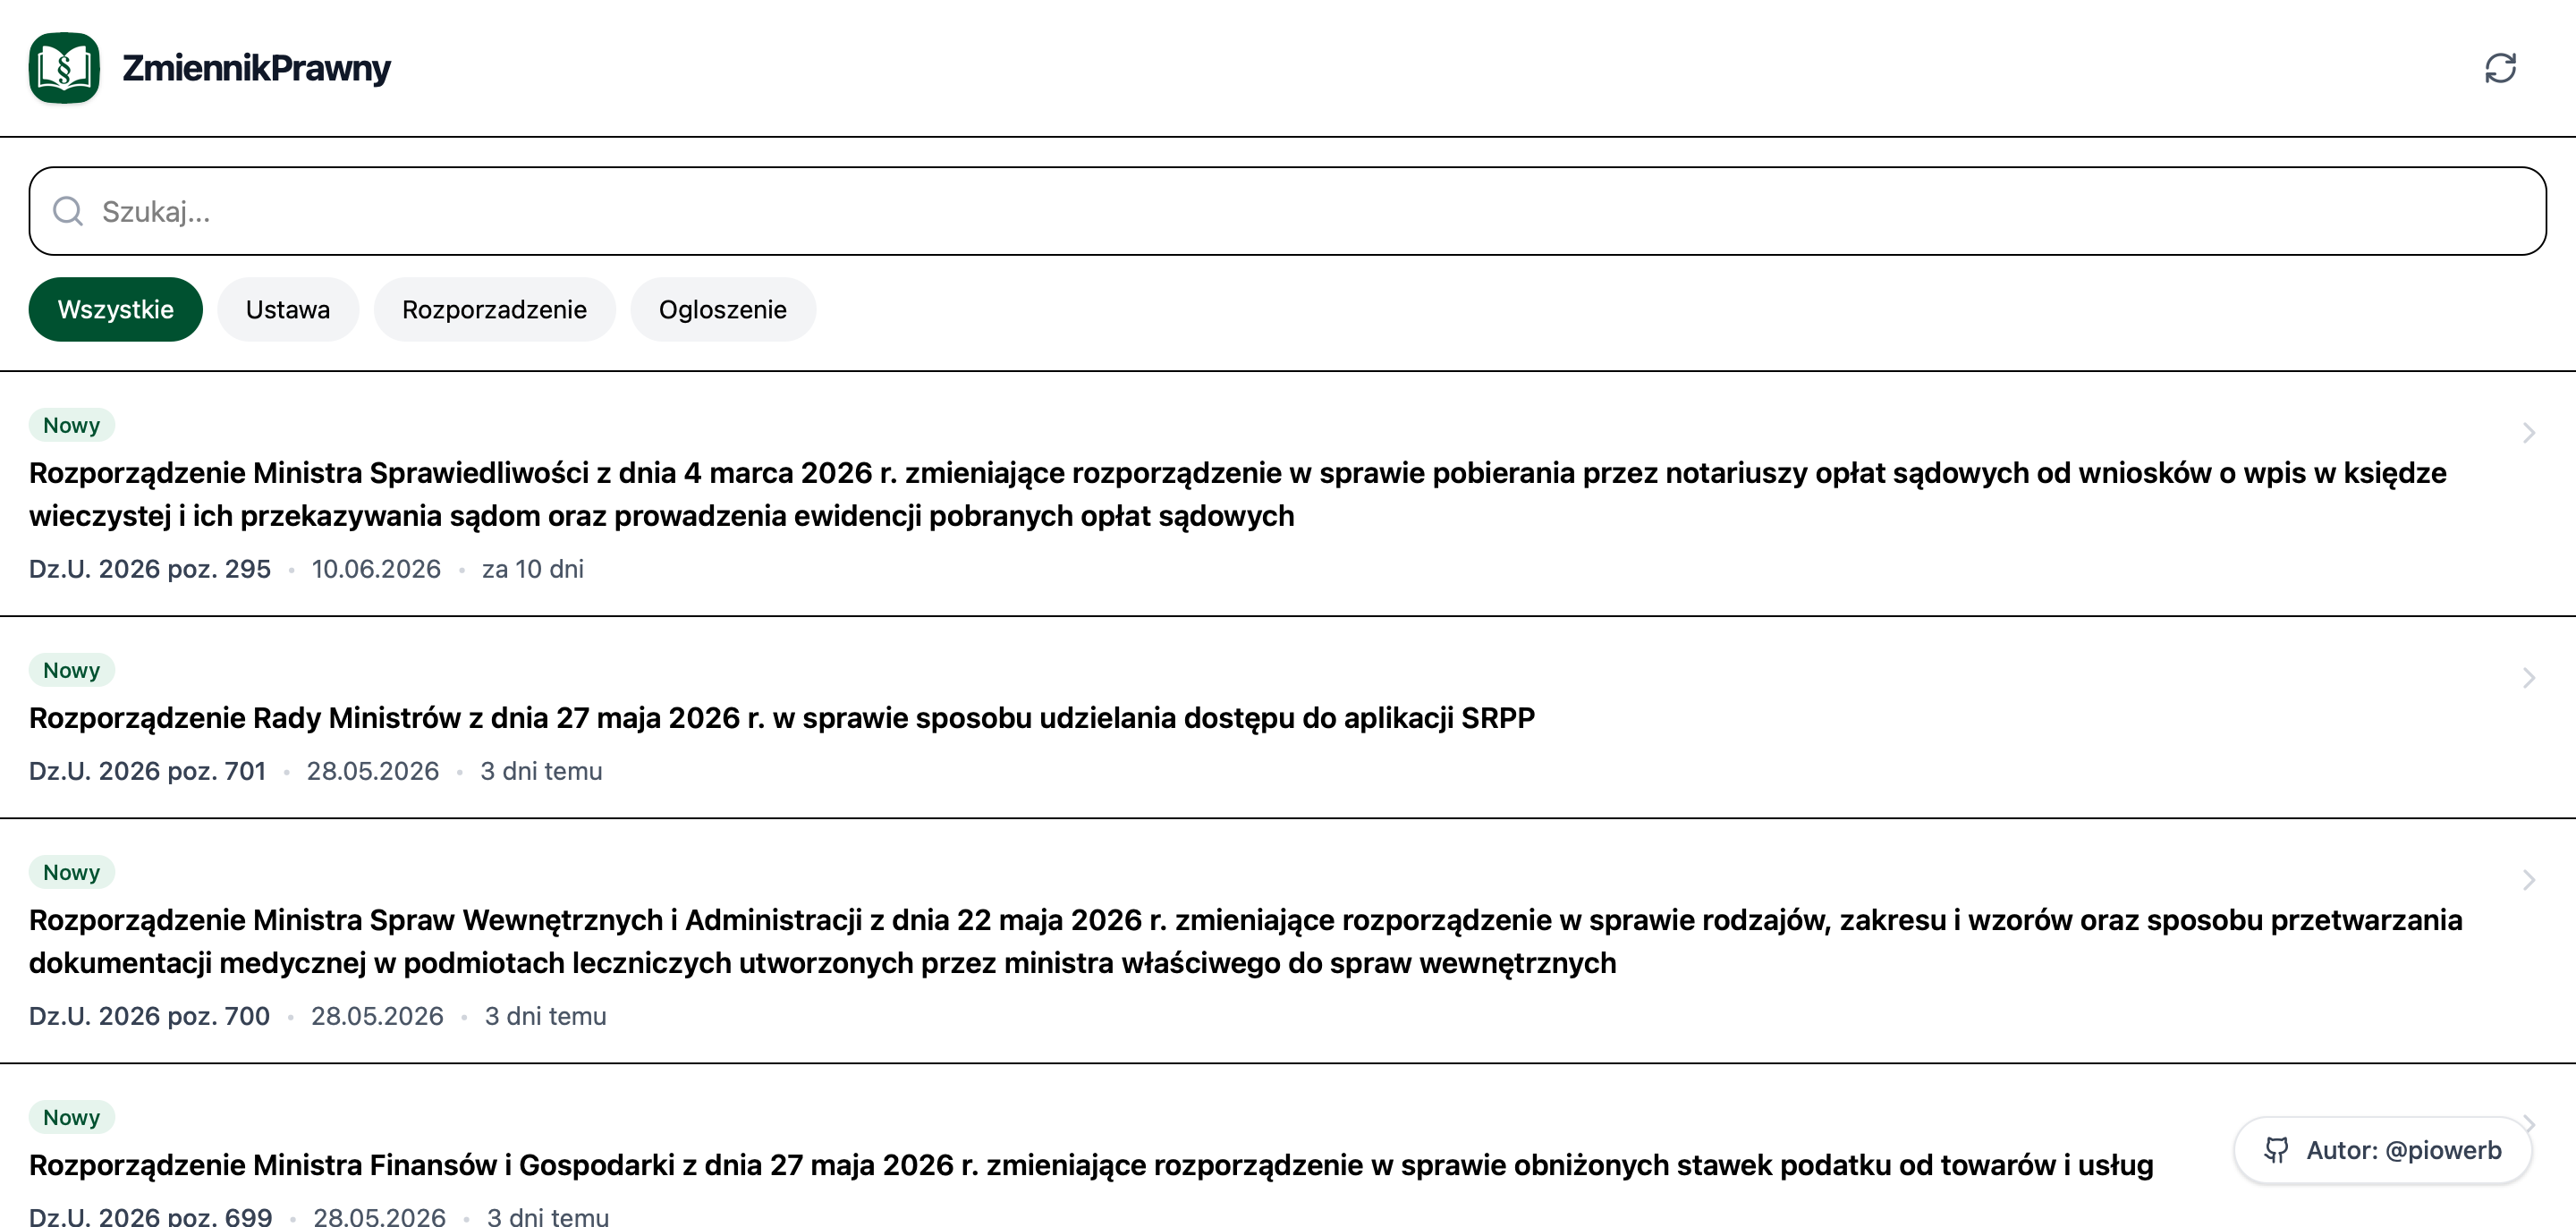 ZmiennikPrawny
Szukaj...
Wszystkie
Ustawa
Rozporzadzenie
Ogloszenie
Nowy
Rozporządzenie Ministra Sprawiedliwości z dnia 4 marca 2026 r. zmieniające rozporządzenie w sprawie pobierania przez notariuszy opłat sądowych od wniosków o wpis w księdze
wieczystej i ich przekazywania sądom oraz prowadzenia ewidencji pobranych opłat sądowych
Dz.U. 2026 poz. 295 • 10.06.2026 • za 10 dni
Nowy
Rozporządzenie Rady Ministrów z dnia 27 maja 2026 r. w sprawie sposobu udzielania dostępu do aplikacji SRPP
Dz.U. 2026 poz. 701 • 28.05.2026 • 3 dni temu
Nowy
Rozporządzenie Ministra Spraw Wewnętrznych i Administracji z dnia 22 maja 2026 r. zmieniające rozporządzenie w sprawie rodzajów, zakresu i wzorów oraz sposobu przetwarzania
dokumentacji medycznej w podmiotach leczniczych utworzonych przez ministra właściwego do spraw wewnętrznych
Dz.U. 2026 poz. 700 • 28.05.2026 • 3 dni temu
Nowy
Rozporządzenie Ministra Finansów i Gospodarki z dnia 27 maja 2026 r. zmieniające rozporządzenie w sprawie obniżonych stawek podatku od towarów i usług
Autor: @piowerb
Dz.U. 2026 poz. 699 • 28.05.2026 • 3 dni temu